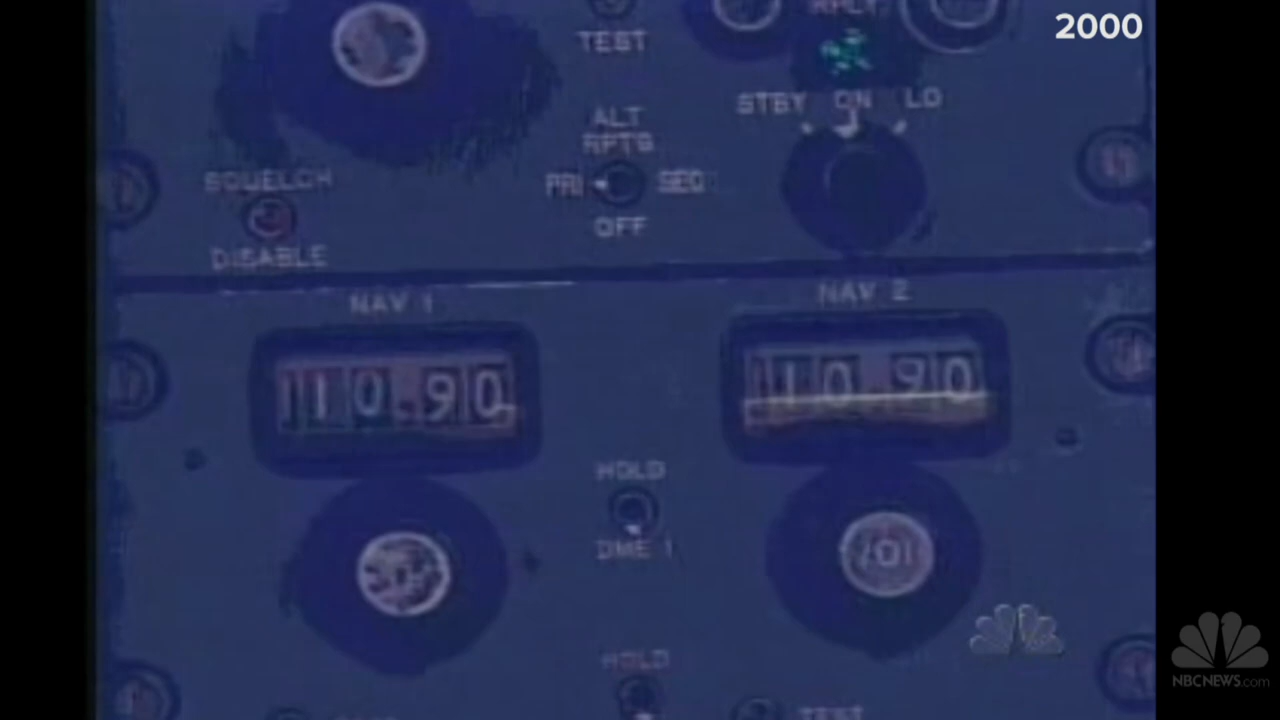 2000
TEST
RPLY
STBY ON LO
ALT
RPTG
PRI SEQ
OFF
SQUELCH
DISABLE
NAV 1
NAV 2
110.90
110.90
HOLD
DME 1
HOLD
TEST
NBCNEWS.com